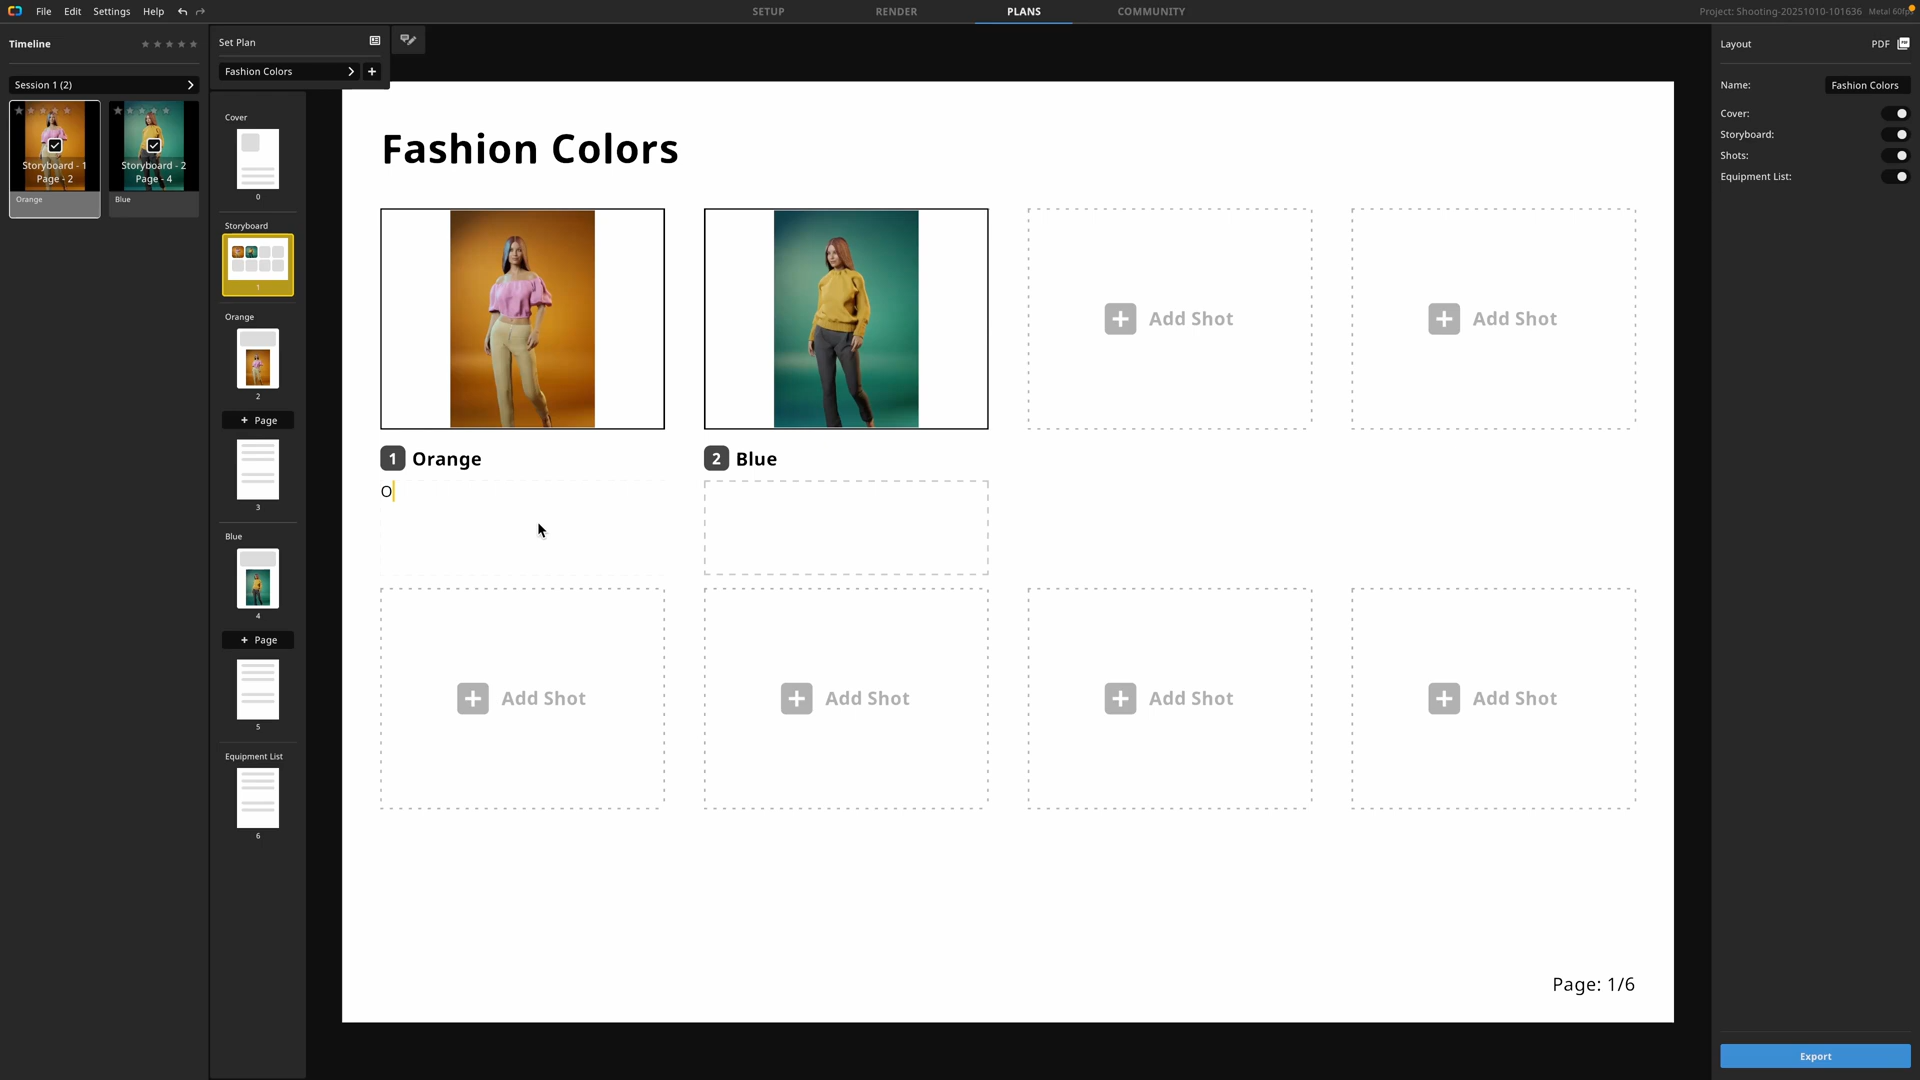 File Edit Settings Help
SETUP RENDER PLANS COMMUNITY
Project: Shooting-20251010-101636 Metal 60fps
Timeline
Session 1 (2)
Storyboard - 1
Page - 2
Orange
Storyboard - 2
Page - 4
Blue
Set Plan
Fashion Colors
Cover
0
Storyboard
1
Orange
2
+ Page
3
Blue
4
+ Page
5
Equipment List
6
Fashion Colors
Add Shot
Add Shot
1 Orange
O
2 Blue
Add Shot
Add Shot
Add Shot
Add Shot
Page: 1/6
Layout
PDF
Name: Fashion Colors
Cover:
Storyboard:
Shots:
Equipment List:
Export